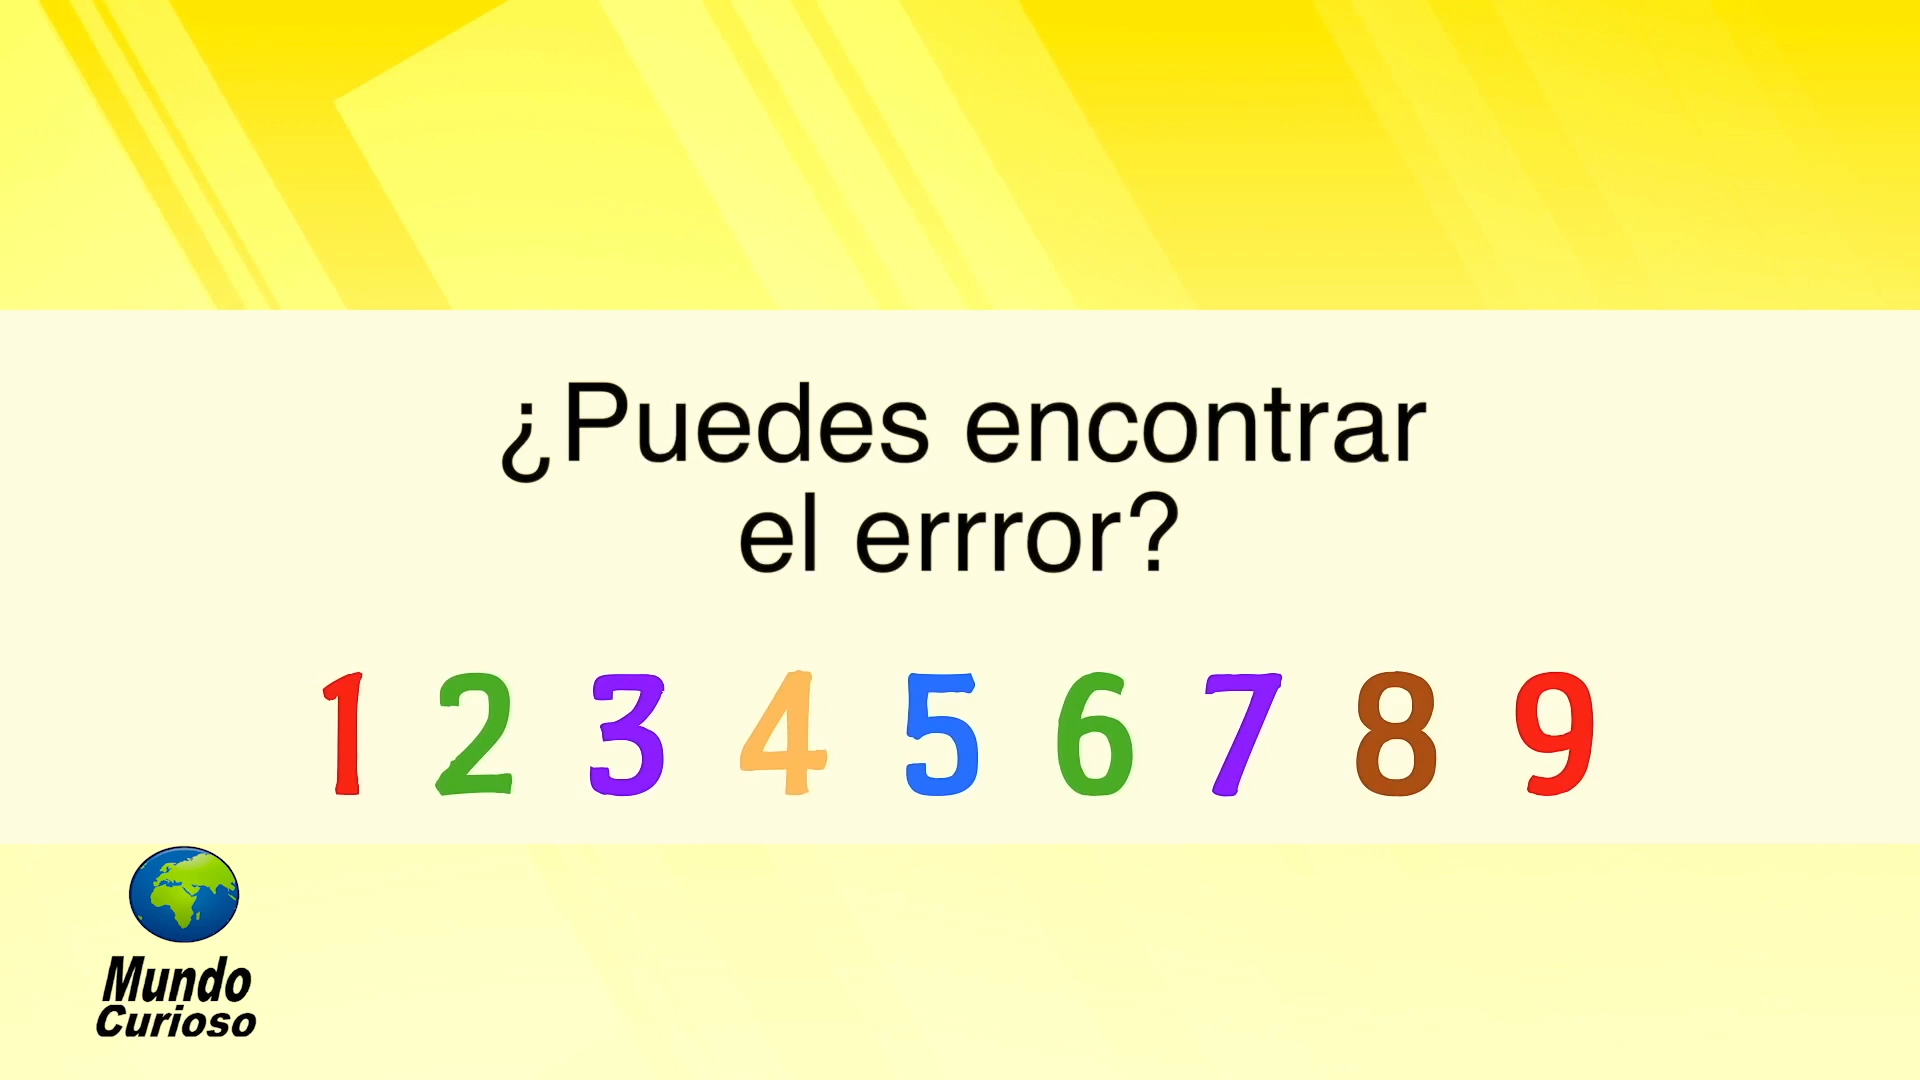 ¿Puedes encontrar
el errror?
1 2 3 4 5 6 7 8 9
Mundo
Curioso